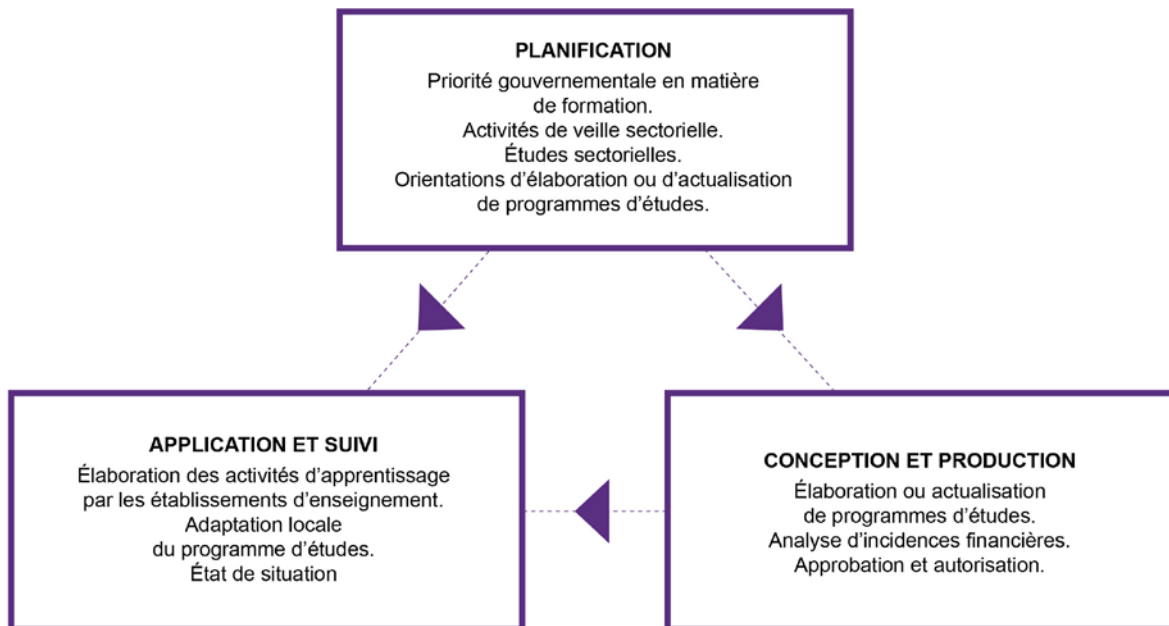 PLANIFICATION
Priorité gouvernementale en matière
de formation.
Activités de veille sectorielle.
Études sectorielles.
Orientations d’élaboration ou d’actualisation
de programmes d’études.
APPLICATION ET SUIVI
Élaboration des activités d’apprentissage
par les établissements d’enseignement.
Adaptation locale
du programme d’études.
État de situation
CONCEPTION ET PRODUCTION
Élaboration ou actualisation
de programmes d’études.
Analyse d’incidences financières.
Approbation et autorisation.